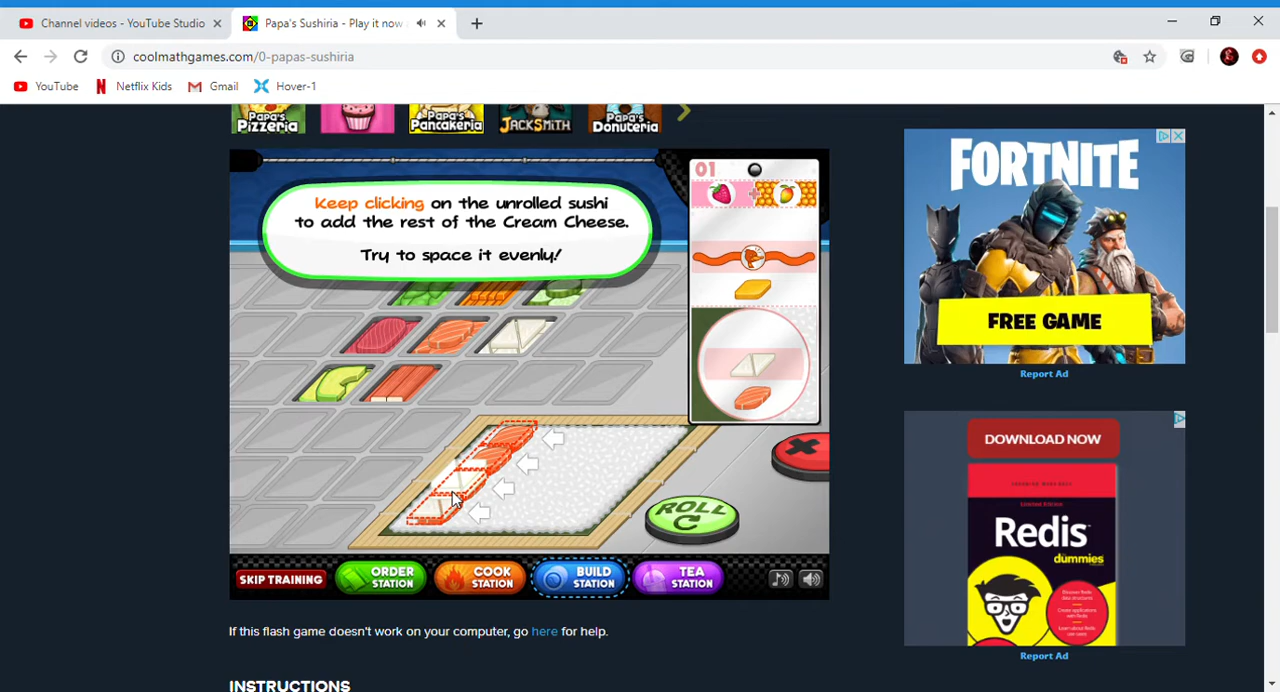 Channel videos - YouTube Studio
Papa's Sushiria - Play it now
coolmathgames.com/0-papas-sushiria
YouTube
Netflix Kids
Gmail
Hover-1
Papa's Pizzeria
Papa's Pancakeria
JackSmith
Papa's Donuteria
01
Keep clicking on the unrolled sushi
to add the rest of the Cream Cheese.
Try to space it evenly!
ROLL
SKIP TRAINING
ORDER STATION
COOK STATION
BUILD STATION
TEA STATION
If this flash game doesn't work on your computer, go here for help.
INSTRUCTIONS
FORTNITE
FREE GAME
Report Ad
DOWNLOAD NOW
Redis
for dummies
Report Ad